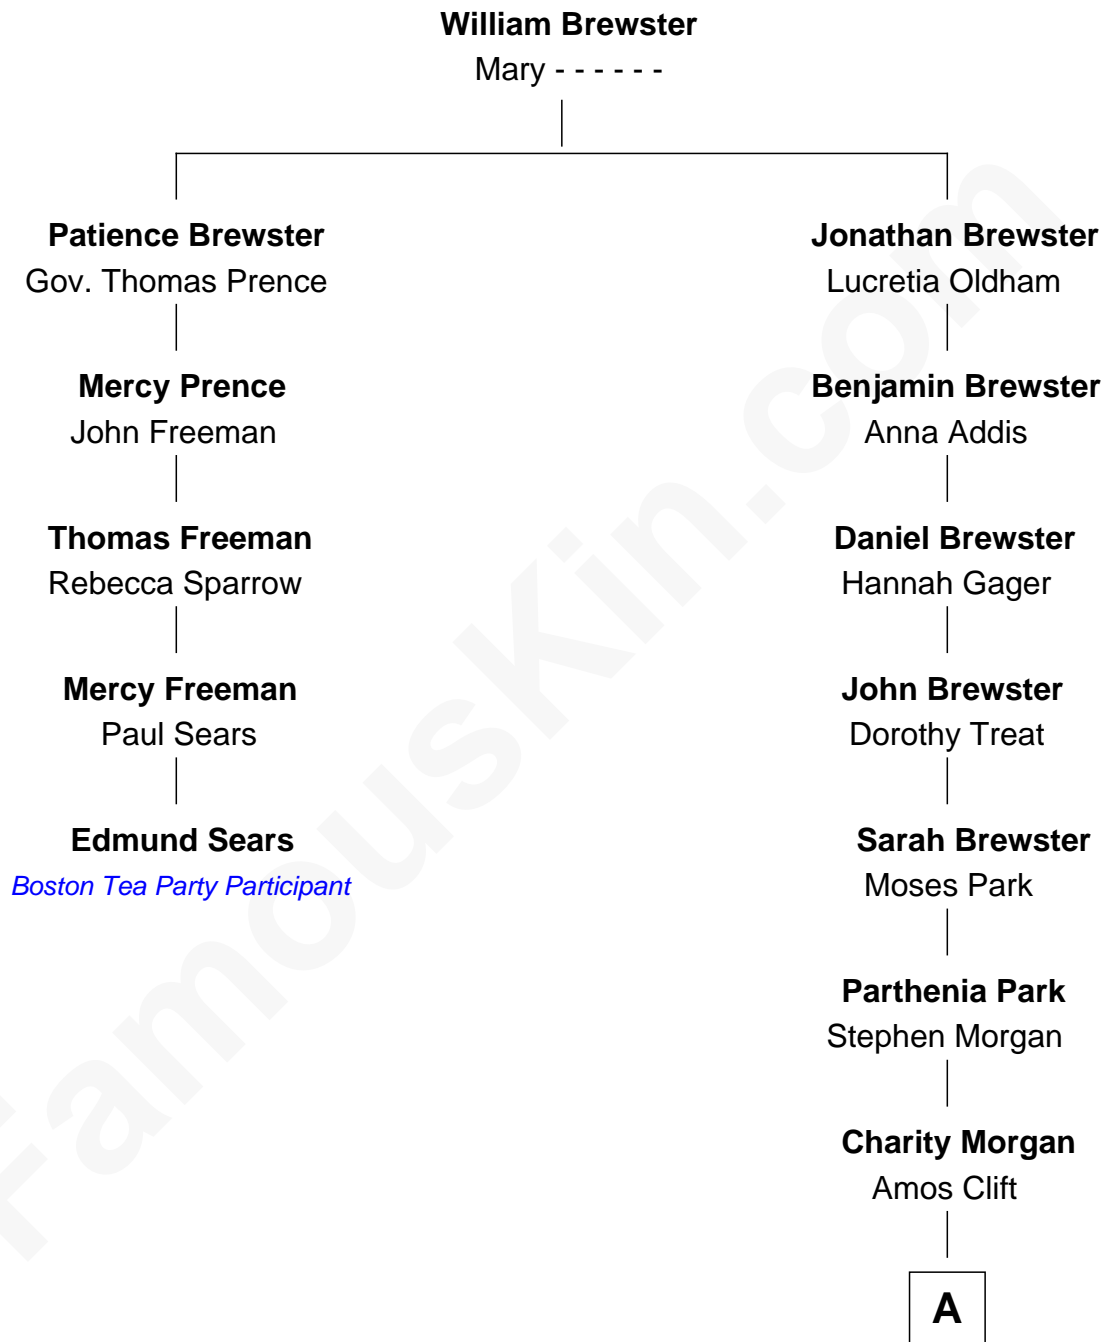 William Brewster
Mary - - - - - -
Patience Brewster
Gov. Thomas Prence
Jonathan Brewster
Lucretia Oldham
Mercy Prence
John Freeman
Benjamin Brewster
Anna Addis
Thomas Freeman
Rebecca Sparrow
Daniel Brewster
Hannah Gager
Mercy Freeman
Paul Sears
John Brewster
Dorothy Treat
Edmund Sears
Boston Tea Party Participant
Sarah Brewster
Moses Park
Parthenia Park
Stephen Morgan
Charity Morgan
Amos Clift
A
FamousKin.com